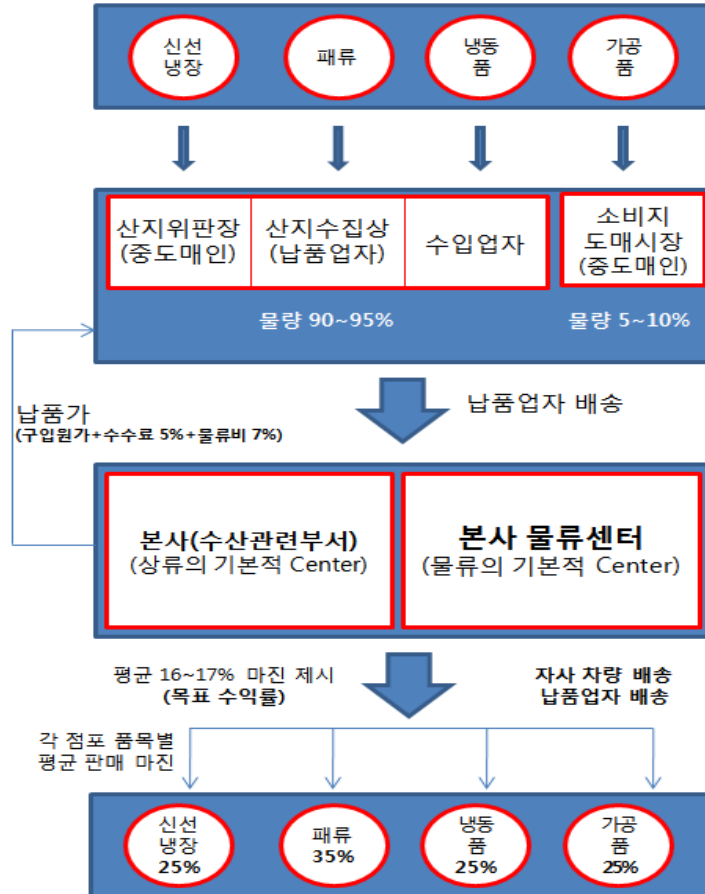 신선
냉장
패류
냉동
품
가공
품
산지위판장
(중도매인)
산지수집상
(납품업자)
수입업자
소비지
도매시장
(중도매인)
물량 90~95%
물량 5~10%
납품가
(구입원가+수수료 5%+물류비 7%)
납품업자 배송
본사(수산관련부서)
(상류의 기본적 Center)
본사 물류센터
(물류의 기본적 Center)
평균 16~17% 마진 제시
(목표 수익률)
자사 차량 배송
납품업자 배송
각 점포 품목별
평균 판매 마진
신선
냉장
25%
패류
35%
냉동
품
25%
가공
품
25%